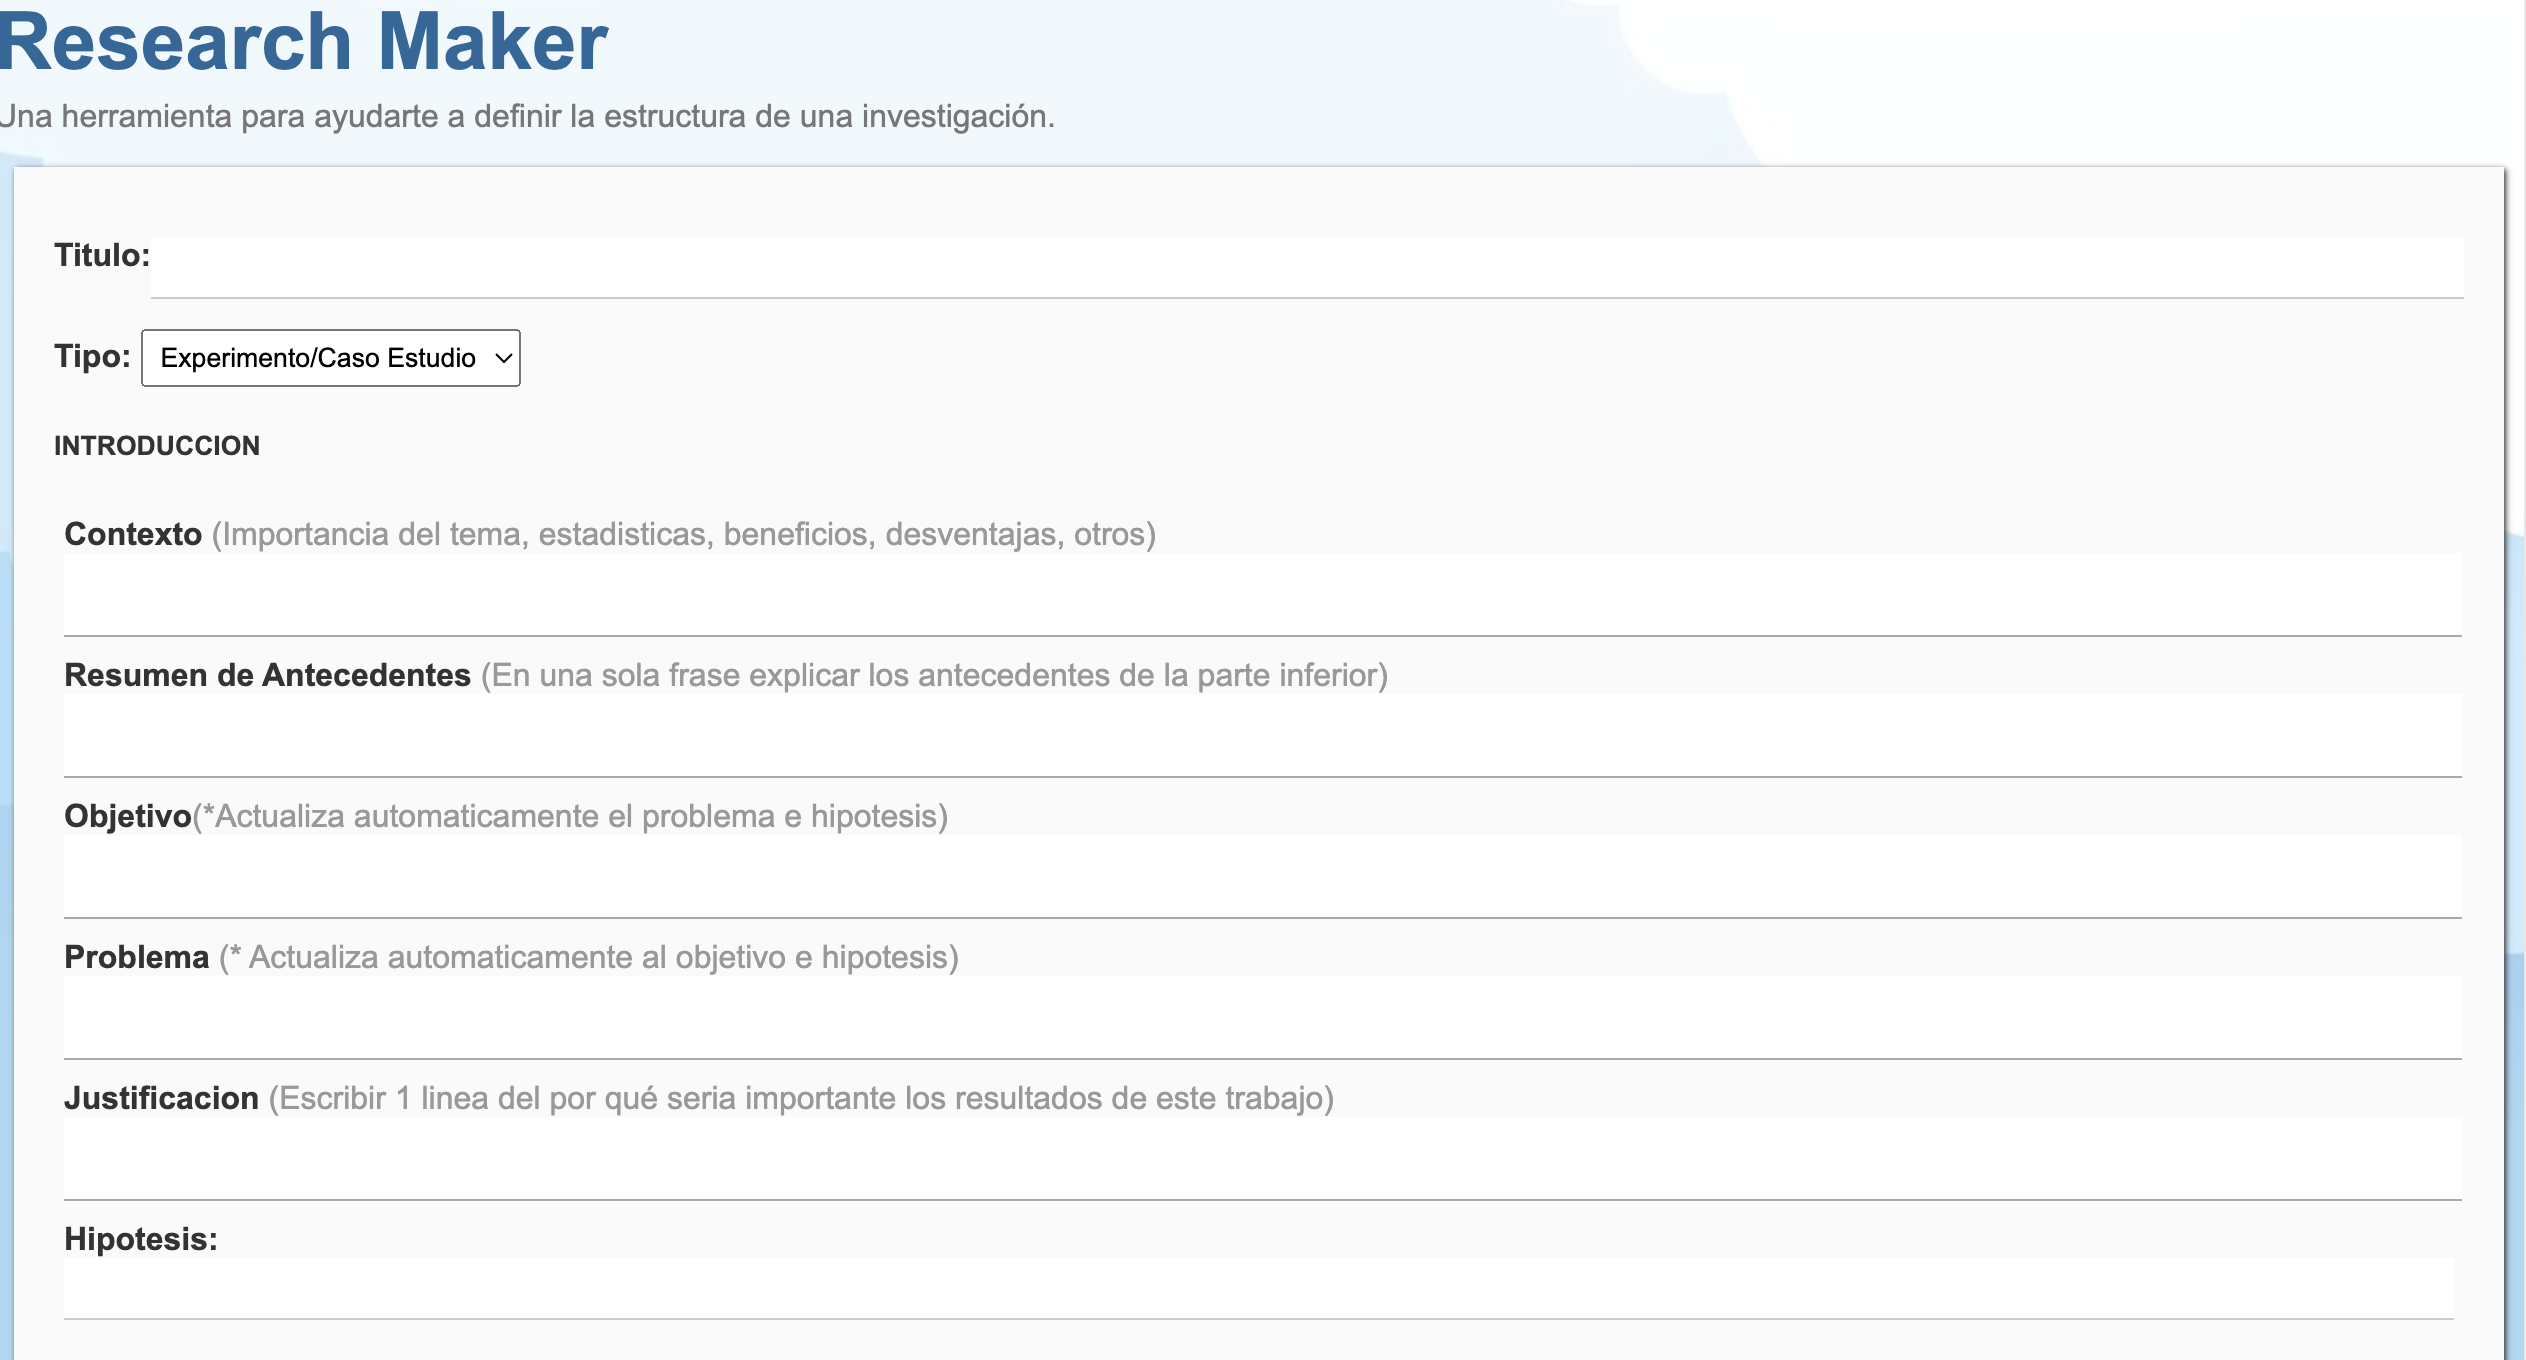 Research Maker
Una herramienta para ayudarte a definir la estructura de una investigación.
Titulo:
Tipo: Experimento/Caso Estudio
INTRODUCCION
Contexto (Importancia del tema, estadisticas, beneficios, desventajas, otros)
Resumen de Antecedentes (En una sola frase explicar los antecedentes de la parte inferior)
Objetivo(*Actualiza automaticamente el problema e hipotesis)
Problema (* Actualiza automaticamente al objetivo e hipotesis)
Justificacion (Escribir 1 linea del por qué seria importante los resultados de este trabajo)
Hipotesis: